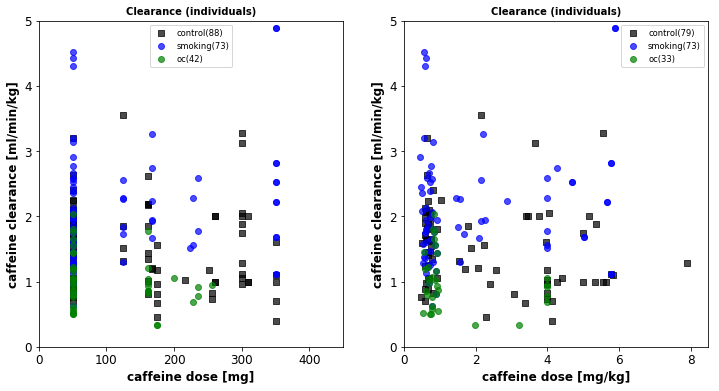 Clearance (individuals)
control(88)
smoking(73)
oc(42)
caffeine clearance [ml/min/kg]
5
4
3
2
1
0
0 100 200 300 400
caffeine dose [mg]
Clearance (individuals)
control(79)
smoking(73)
oc(33)
caffeine clearance [ml/min/kg]
5
4
3
2
1
0
0 2 4 6 8
caffeine dose [mg/kg]